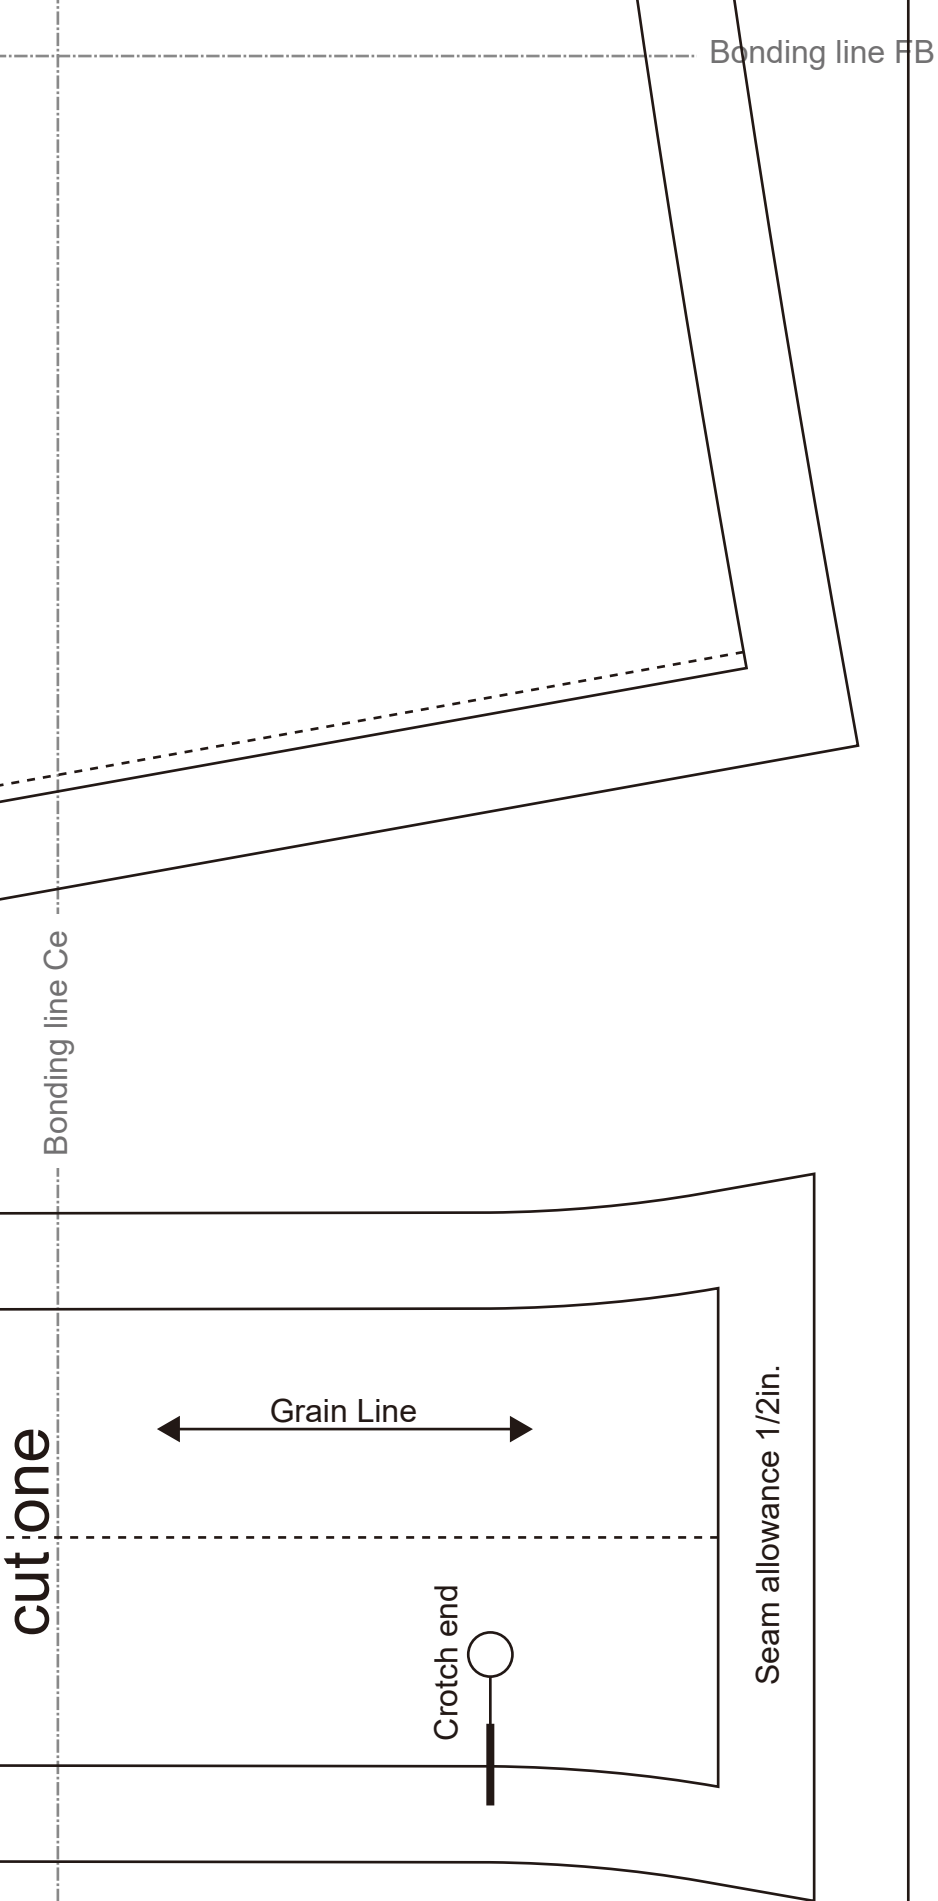 Bonding line FB
Bonding line Ce
Grain Line
cut one
Seam allowance 1/2in.
Crotch end